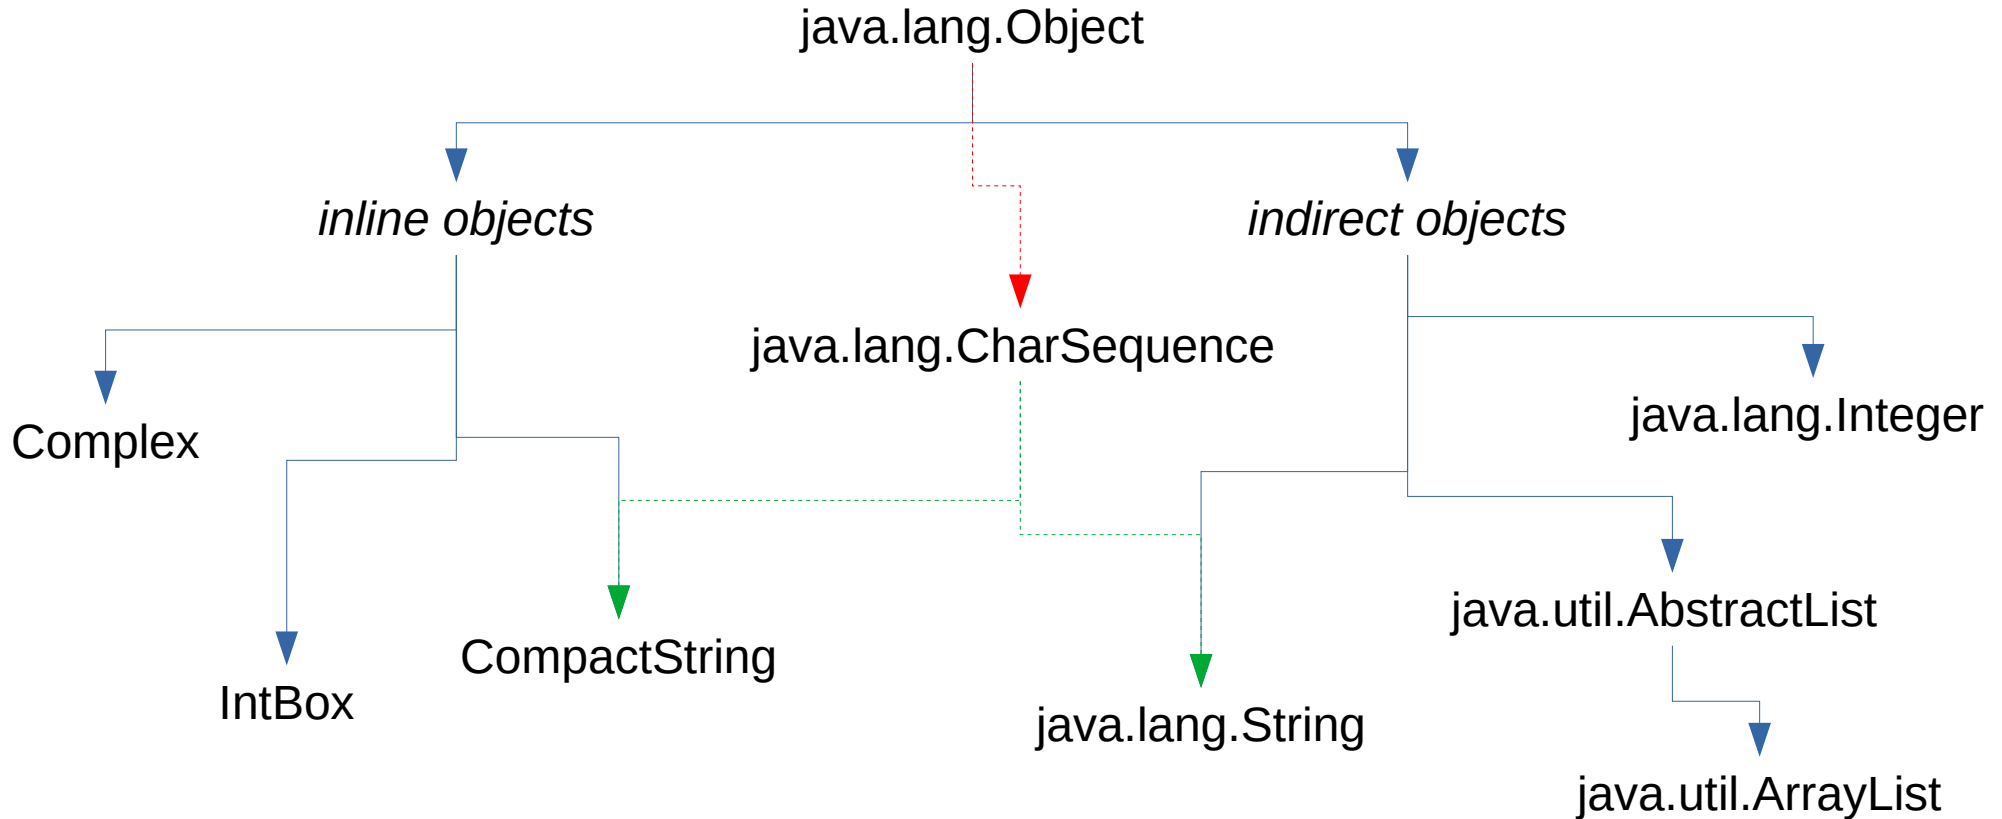 java.lang.Object
inline objects
indirect objects
java.lang.CharSequence
java.lang.Integer
Complex
java.util.AbstractList
CompactString
IntBox
java.lang.String
java.util.ArrayList